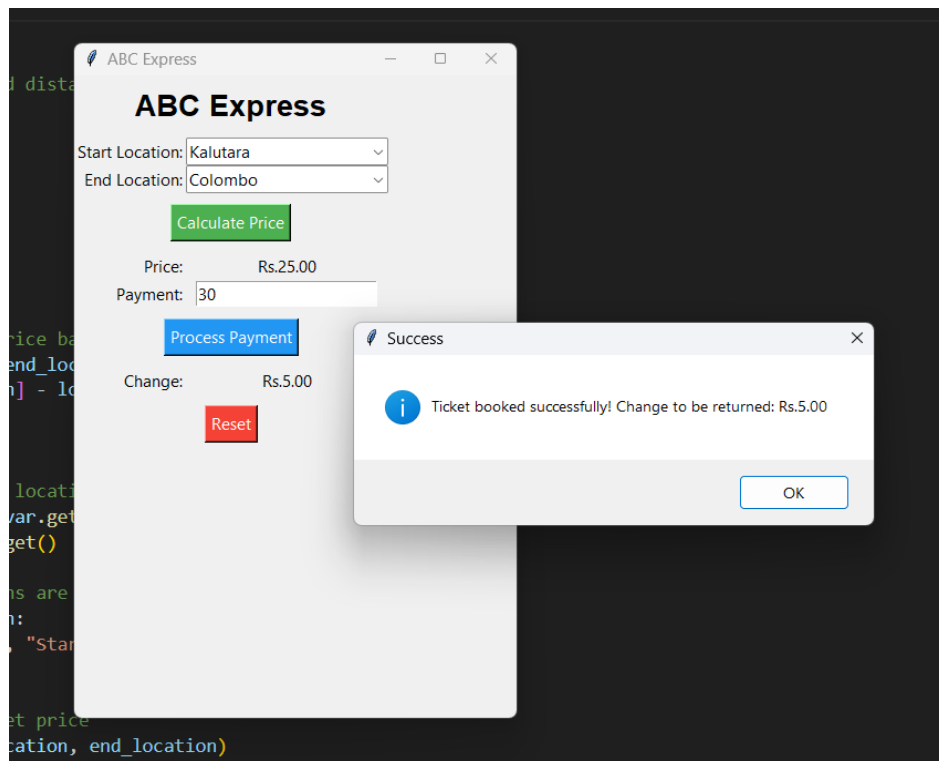 ABC Express
d dista
ABC Express
Start Location: Kalutara
End Location: Colombo
Calculate Price
Price: Rs.25.00
Payment: 30
Process Payment
Change: Rs.5.00
Reset
Success
Ticket booked successfully! Change to be returned: Rs.5.00
OK
rice ba
end_loc
n] - lo
locati
var.get
get()
ns are
n:
, "Star
et price
cation, end_location)